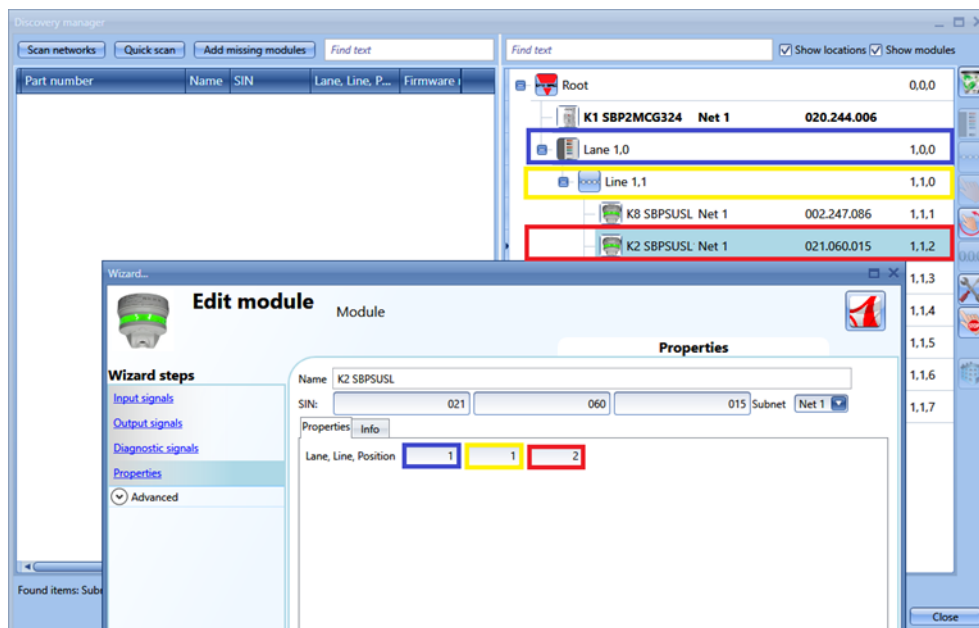 Discovery manager
Scan networks Quick scan Add missing modules Find text
Part number Name SIN Lane, Line, P... Firmware
Find text Show locations Show modules
Root 0,0,0
K1 SBP2MCG324 Net 1 020.244.006
Lane 1,0 1,0,0
Line 1,1 1,1,0
K8 SBPSUSL Net 1 002.247.086 1,1,1
K2 SBPSUSL Net 1 021.060.015 1,1,2
1,1,3
1,1,4
1,1,5
1,1,6
1,1,7
Wizard...
Edit module
Module
Properties
Wizard steps
Input signals
Output signals
Diagnostic signals
Properties
Advanced
Name K2 SBPSUSL
SIN: 021 060 015 Subnet Net 1
Properties Info
Lane, Line, Position 1 1 2
Found items:
Close